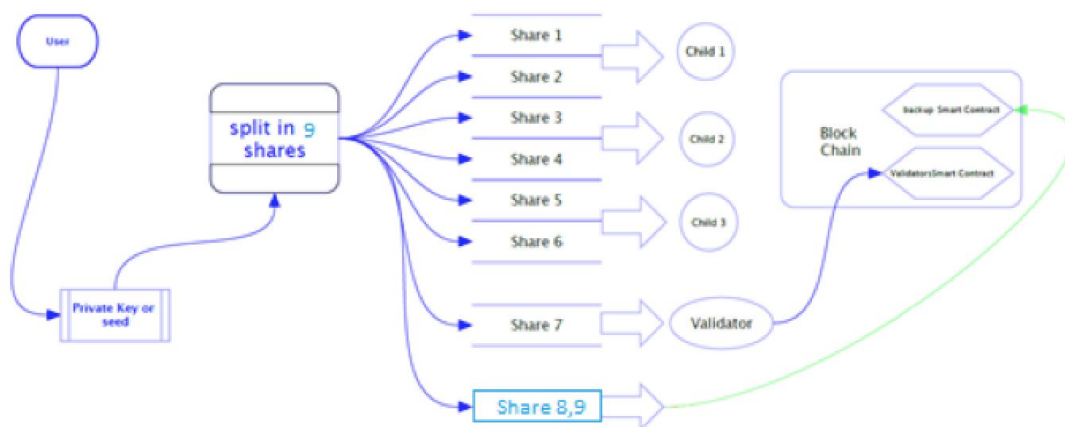 User
Private Key or
seed
split in 9
shares
Share 1
Share 2
Share 3
Share 4
Share 5
Share 6
Share 7
Share 8,9
Child 1
Child 2
Child 3
Validator
Block
Chain
backup Smart Contract
ValidatorsSmart Contract